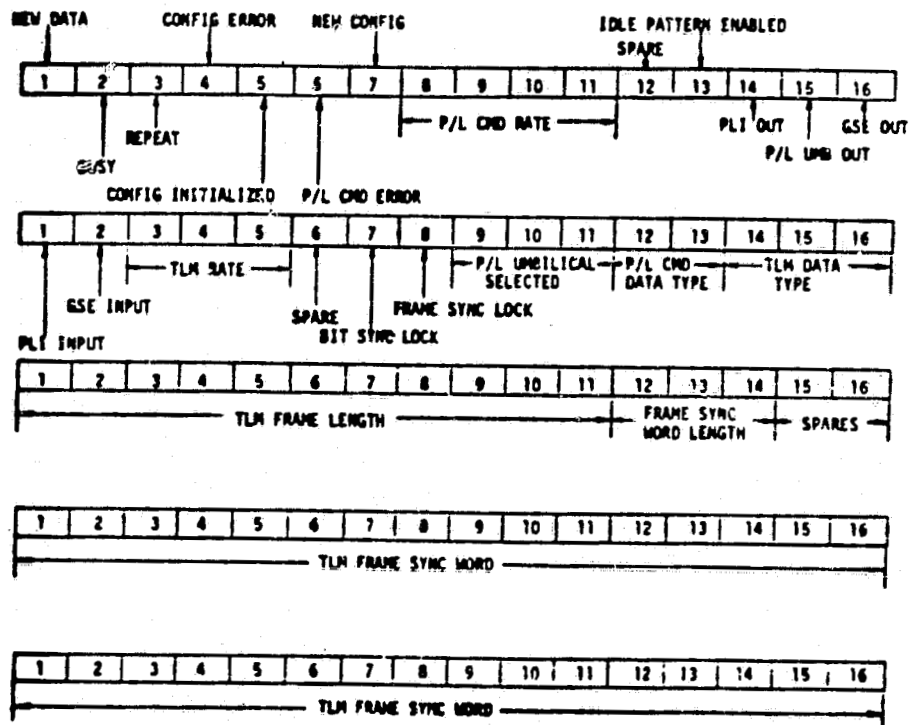 NEW DATA CONFIG ERROR NEW CONFIG IDLE PATTERN ENABLED
SPARE
1 2 3 4 5 6 7 8 9 10 11 12 13 14 15 16
REPEAT P/L CMD RATE PLI OUT GSE OUT
BUSY P/L UMB OUT
CONFIG INITIALIZED P/L CMD ERROR
1 2 3 4 5 6 7 8 9 10 11 12 13 14 15 16
TLM RATE P/L UMBILICAL SELECTED P/L CMD DATA TYPE TLM DATA TYPE
GSE INPUT SPARE FRAME SYNC LOCK
PLI INPUT BIT SYNC LOCK
1 2 3 4 5 6 7 8 9 10 11 12 13 14 15 16
TLM FRAME LENGTH FRAME SYNC WORD LENGTH SPARES
1 2 3 4 5 6 7 8 9 10 11 12 13 14 15 16
TLM FRAME SYNC WORD
1 2 3 4 5 6 7 8 9 10 11 12 13 14 15 16
TLM FRAME SYNC WORD